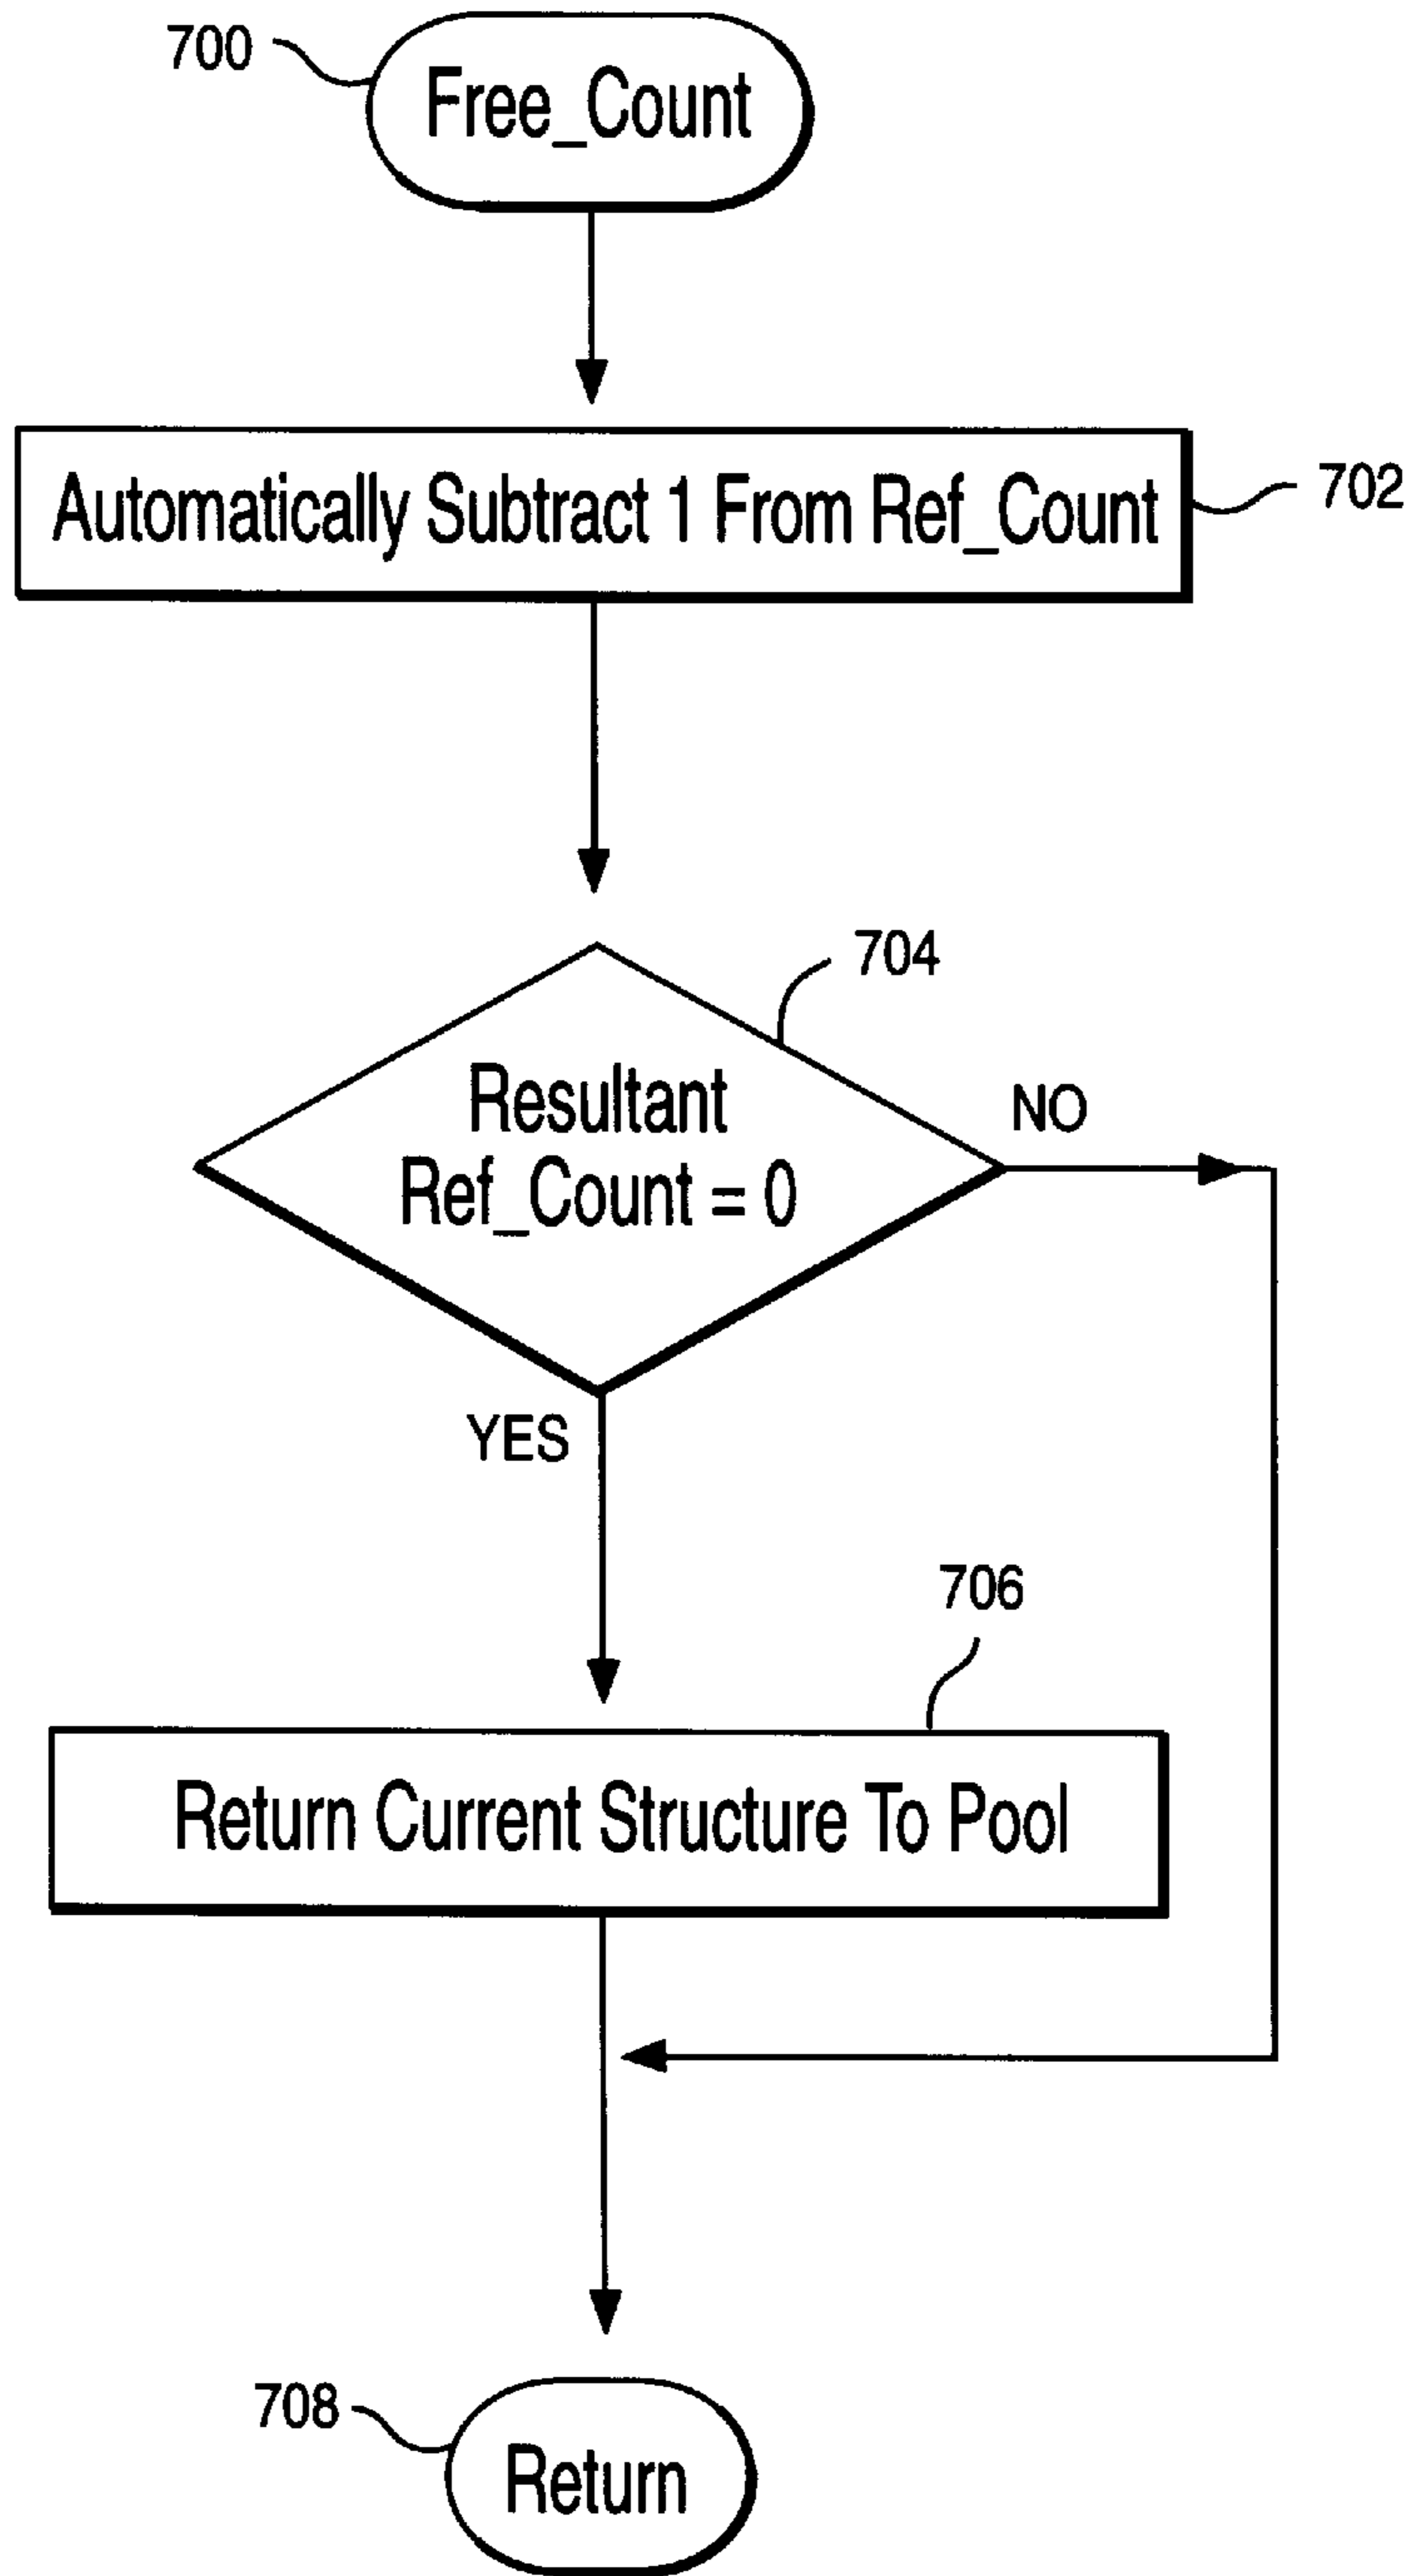 700
Free_Count
Automatically Subtract 1 From Ref_Count
702
704
Resultant
Ref_Count = 0
NO
YES
706
Return Current Structure To Pool
708
Return